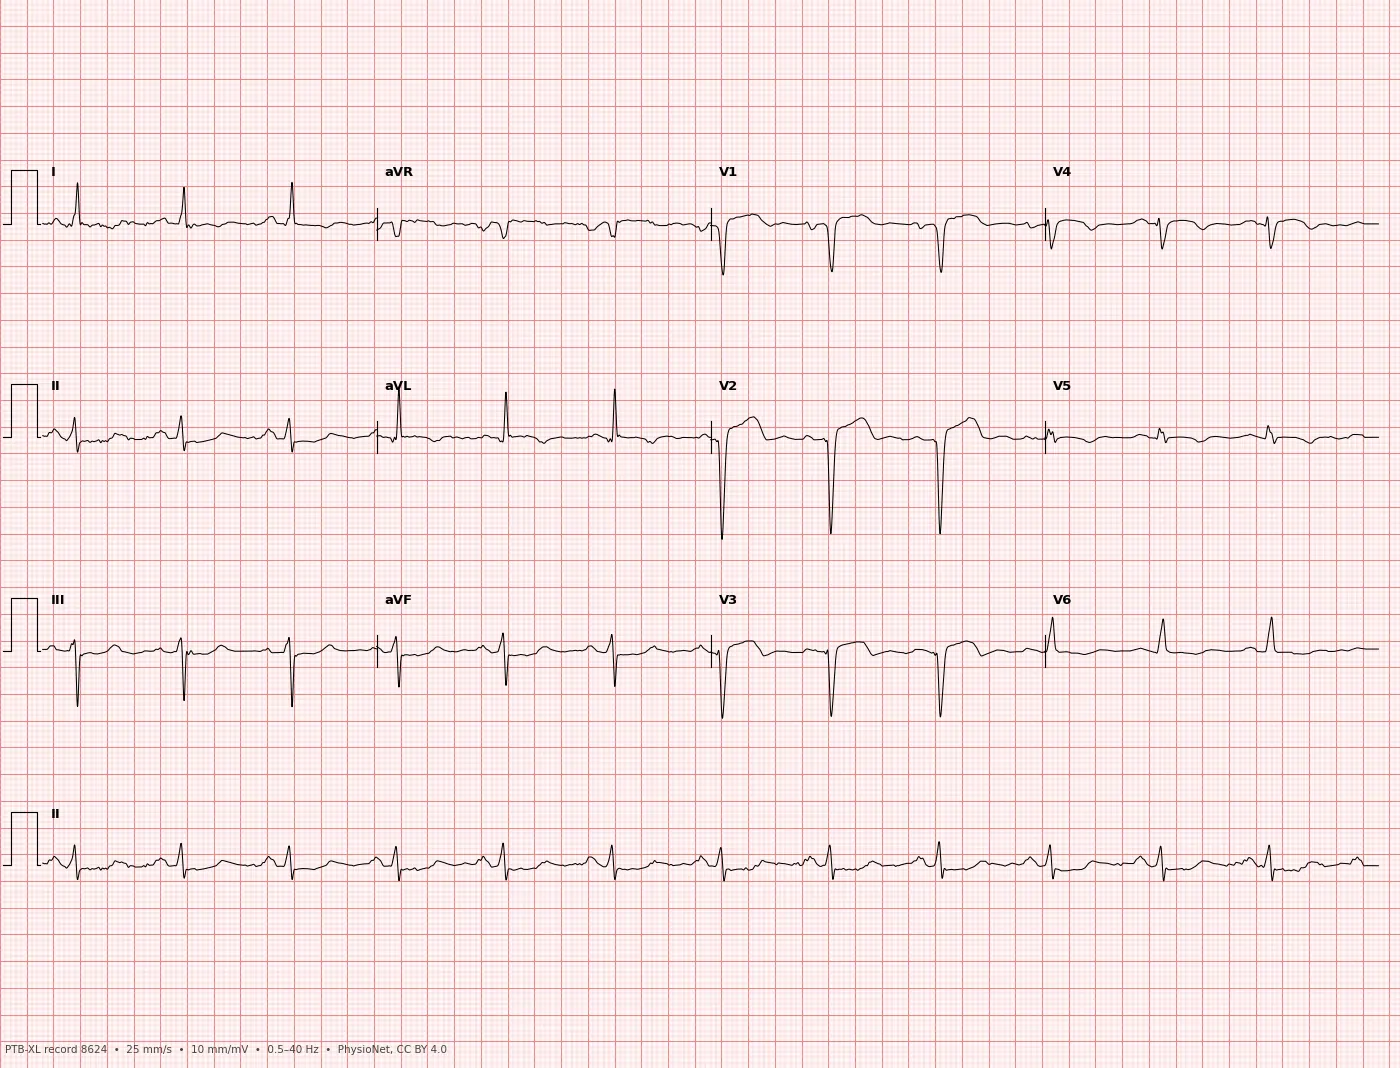 I aVR V1 V4
II aVL V2 V5
III aVF V3 V6
II
PTB-XL record 8624 • 25 mm/s • 10 mm/mV • 0.5–40 Hz • PhysioNet, CC BY 4.0